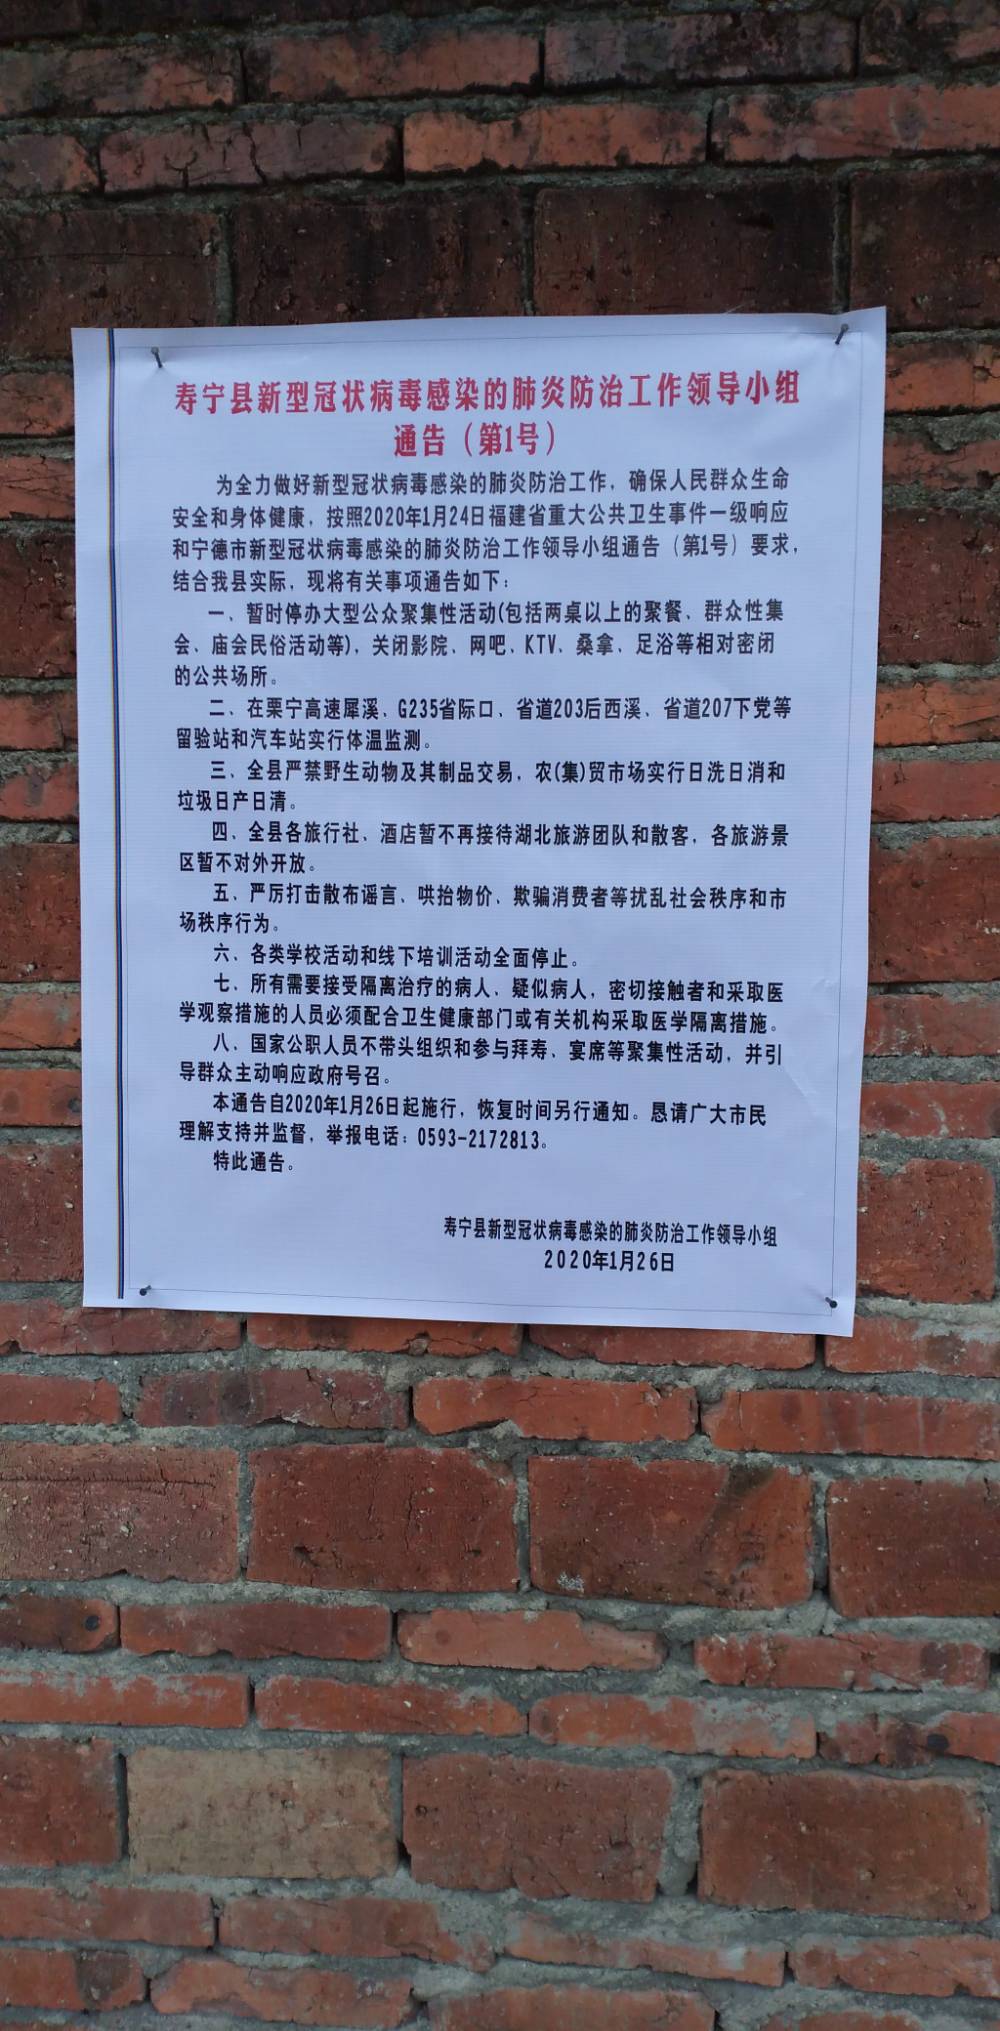 寿宁县新型冠状病毒感染的肺炎防治工作领导小组
通告（第1号）
为全力做好新型冠状病毒感染的肺炎防治工作，确保人民群众生命
安全和身体健康，按照2020年1月24日福建省重大公共卫生事件一级响应
和宁德市新型冠状病毒感染的肺炎防治工作领导小组通告（第1号）要求，
结合我县实际，现将有关事项通告如下：
一、暂时停办大型公众聚集性活动(包括两桌以上的聚餐、群众性集
会、庙会民俗活动等)，关闭影院、网吧、KTV、桑拿、足浴等相对密闭
的公共场所。
二、在栗宁高速犀溪、G235省际口、省道203后西溪、省道207下党等
留验站和汽车站实行体温监测。
三、全县严禁野生动物及其制品交易，农(集)贸市场实行日洗日消和
垃圾日产日清。
四、全县各旅行社、酒店暂不再接待湖北旅游团队和散客，各旅游景
区暂不对外开放。
五、严厉打击散布谣言、哄抬物价、欺骗消费者等扰乱社会秩序和市
场秩序行为。
六、各类学校活动和线下培训活动全面停止。
七、所有需要接受隔离治疗的病人、疑似病人，密切接触者和采取医
学观察措施的人员必须配合卫生健康部门或有关机构采取医学隔离措施。
八、国家公职人员不带头组织和参与拜寿、宴席等聚集性活动，并引
导群众主动响应政府号召。
本通告自2020年1月26日起施行，恢复时间另行通知。恳请广大市民
理解支持并监督，举报电话：0593-2172813。
特此通告。
寿宁县新型冠状病毒感染的肺炎防治工作领导小组
2020年1月26日